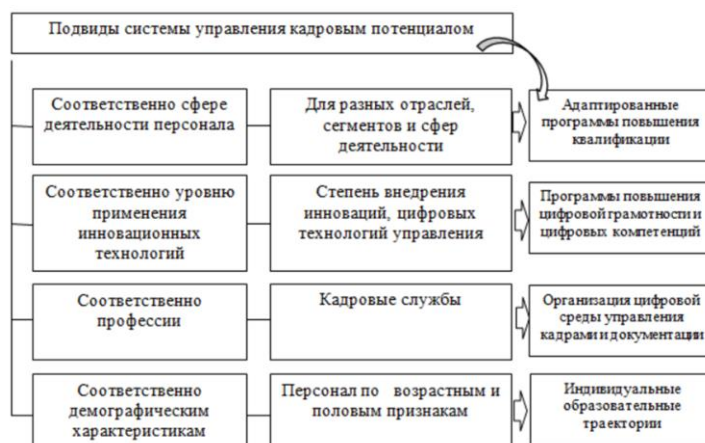 Подвиды системы управления кадровым потенциалом
Соответственно сфере
деятельности персонала
Для разных отраслей,
сегментов и сфер
деятельности
Адаптированные
программы повышения
квалификации
Соответственно уровню
применения
инновационных
технологий
Степень внедрения
инноваций, цифровых
технологий управления
Программы повышения
цифровой грамотности и
цифровых компетенций
Соответственно
профессии
Кадровые службы
Организация цифровой
среды управления
кадрами и документации
Соответственно
демографическим
характеристикам
Персонал по возрастным и
половым признакам
Индивидуальные
образовательные
траектории